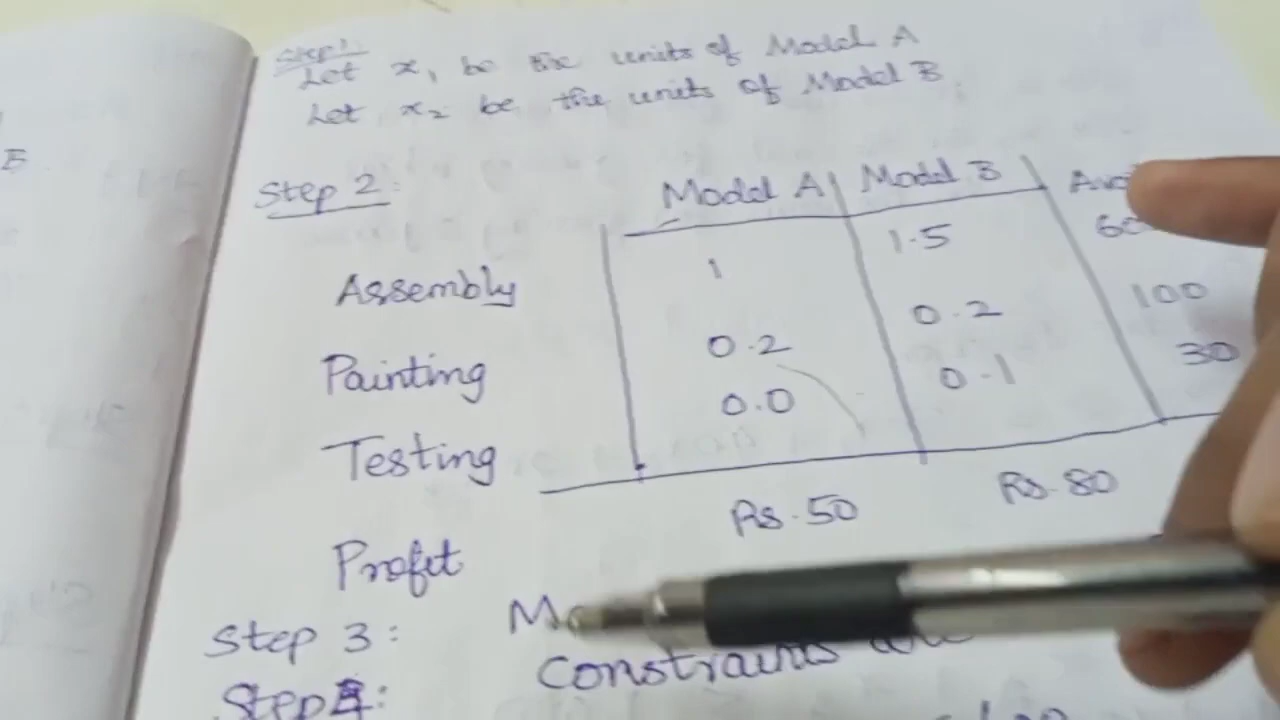 Step 1:
Let x₁ be the units of Model A
Let x₂ be the units of Model B
Step 2:
Model A Model B
Assembly 1 1.5
Painting 0.2 0.2 100
Testing 0.0 0.1 30
Profit Rs.50 Rs.80
Step 3:
Step 4: Constraints